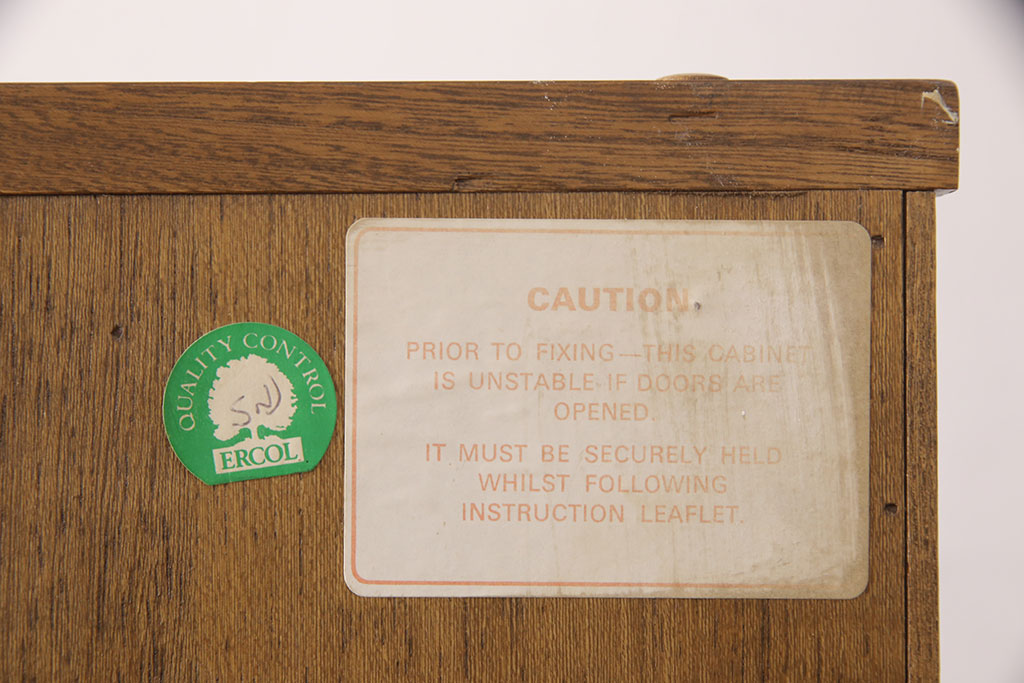 QUALITY CONTROL
ERCOL
CAUTION.
PRIOR TO FIXING—THIS CABINET
IS UNSTABLE IF DOORS ARE
OPENED.
IT MUST BE SECURELY HELD
WHILST FOLLOWING
INSTRUCTION LEAFLET.